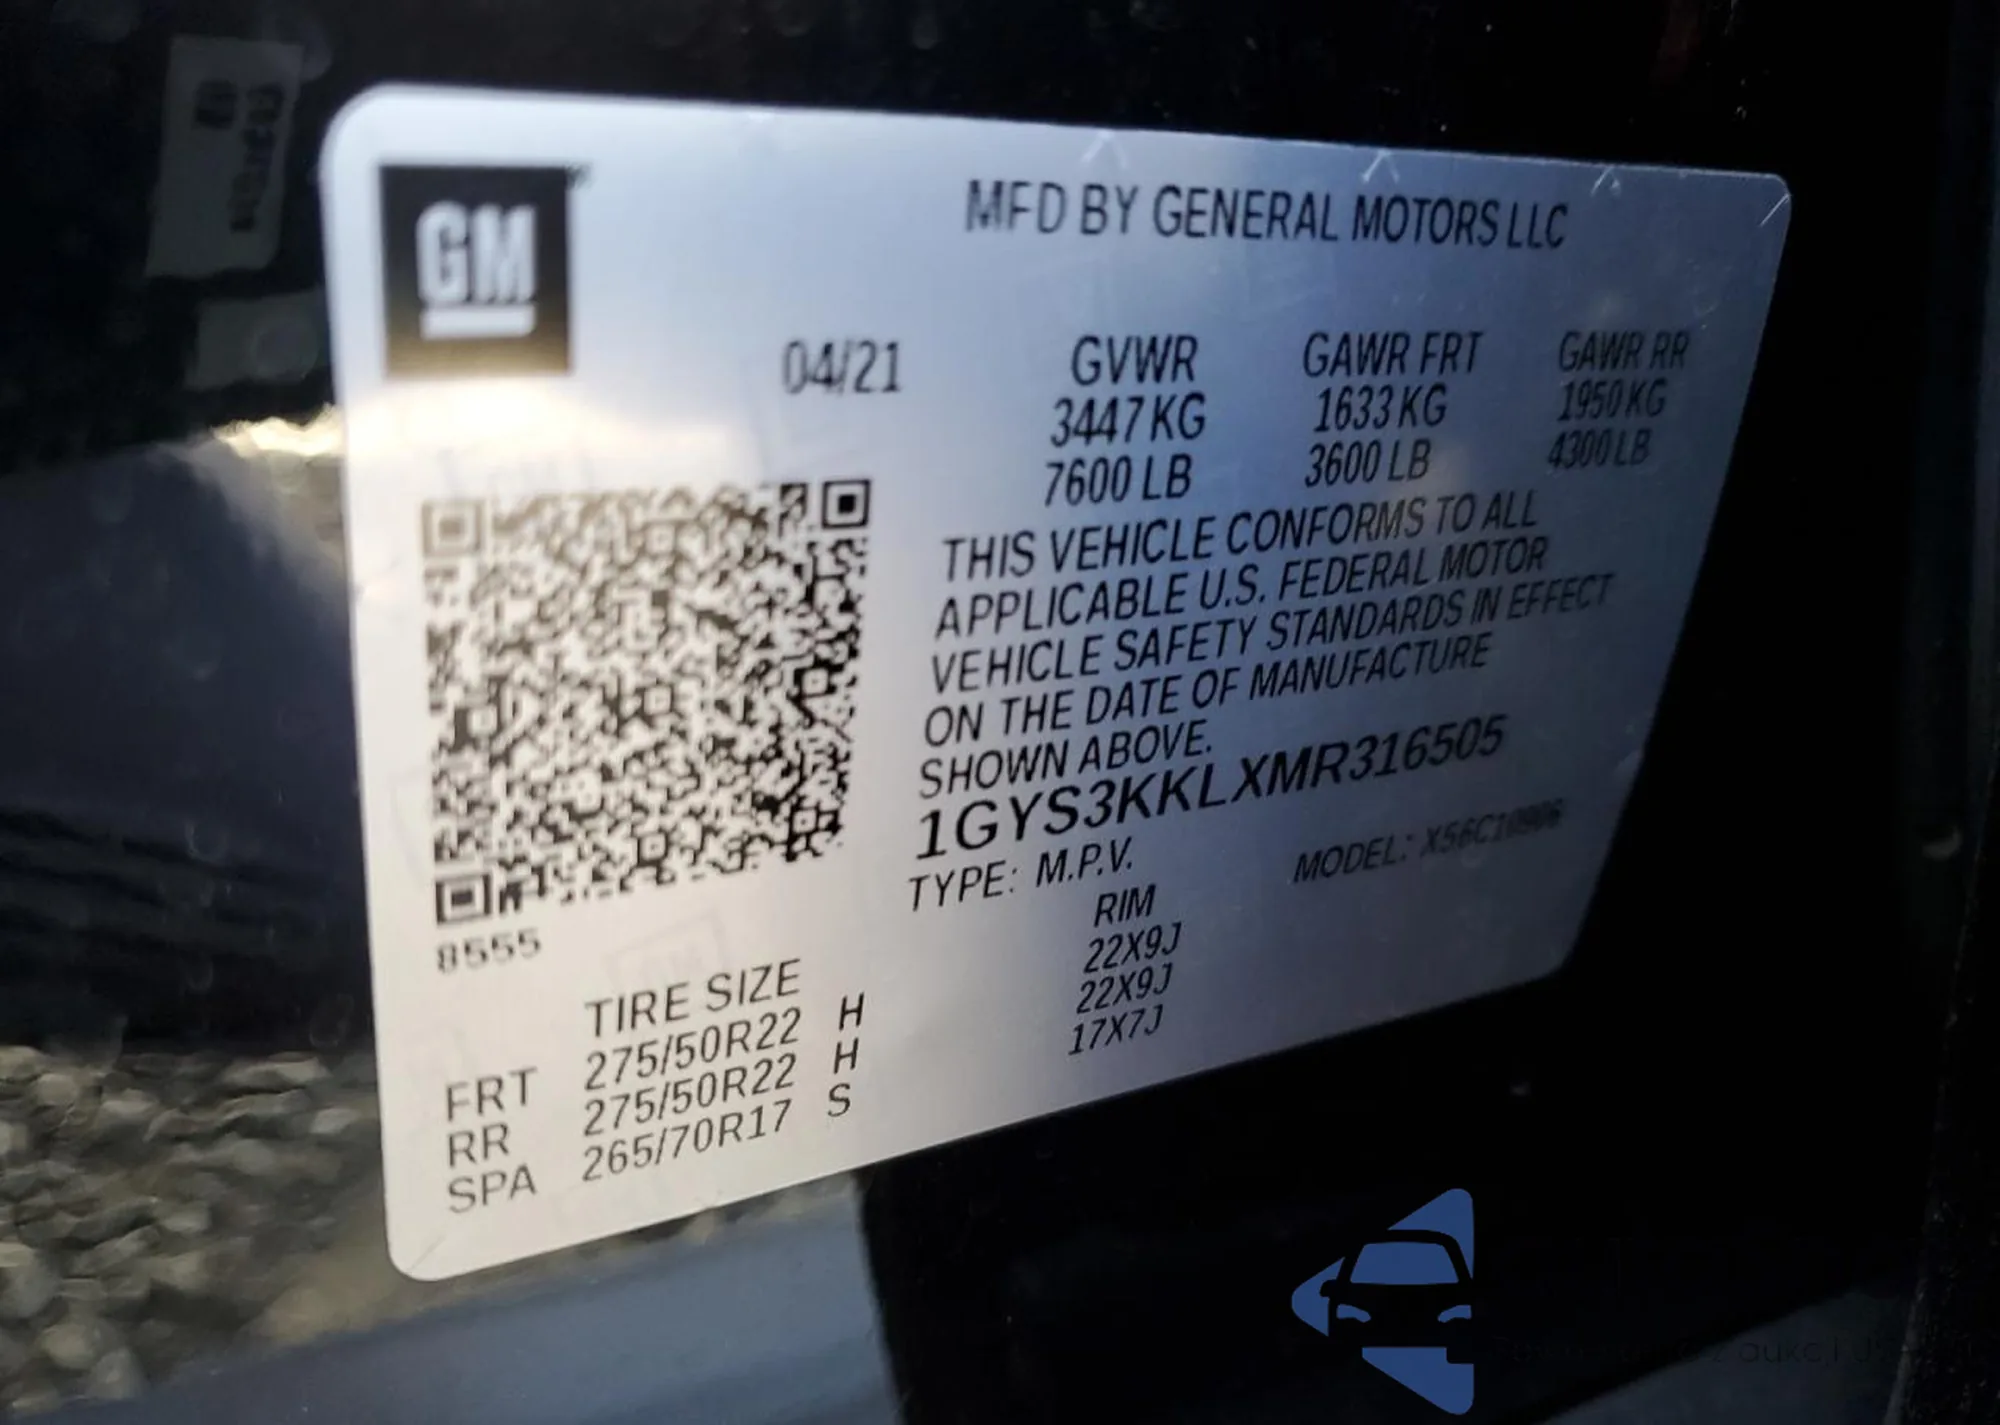 GM
MFD BY GENERAL MOTORS LLC
04/21 GVWR GAWR FRT GAWR RR
3447 KG 1633 KG 1950 KG
7600 LB 3600 LB 4300 LB
THIS VEHICLE CONFORMS TO ALL
APPLICABLE U.S. FEDERAL MOTOR
VEHICLE SAFETY STANDARDS IN EFFECT
ON THE DATE OF MANUFACTURE
SHOWN ABOVE.
1GYS3KKLXMR316505
TYPE: M.P.V. MODEL:
8555
TIRE SIZE RIM
FRT 275/50R22 H 22X9J
RR 275/50R22 H 22X9J
SPA 265/70R17 S 17X7J
aukcji